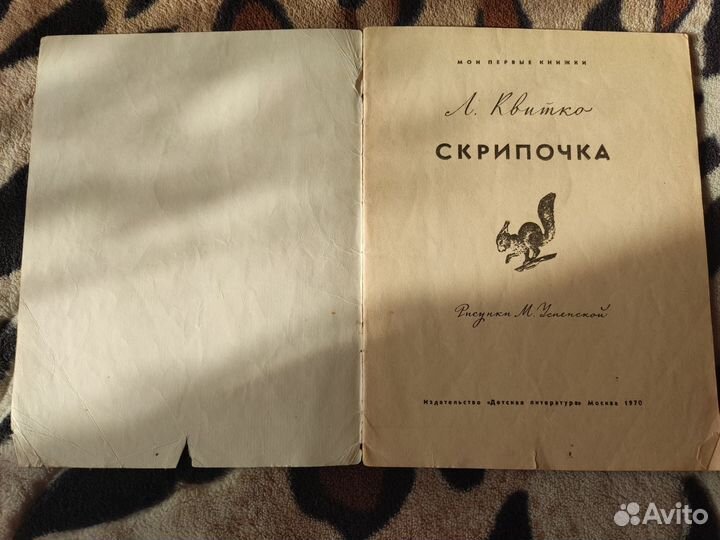 МОИ ПЕРВЫЕ КНИЖКИ
Л. Квитко
СКРИПОЧКА
Рисунки М. Успенской
Издательство «Детская литература» Москва 1970
Avito